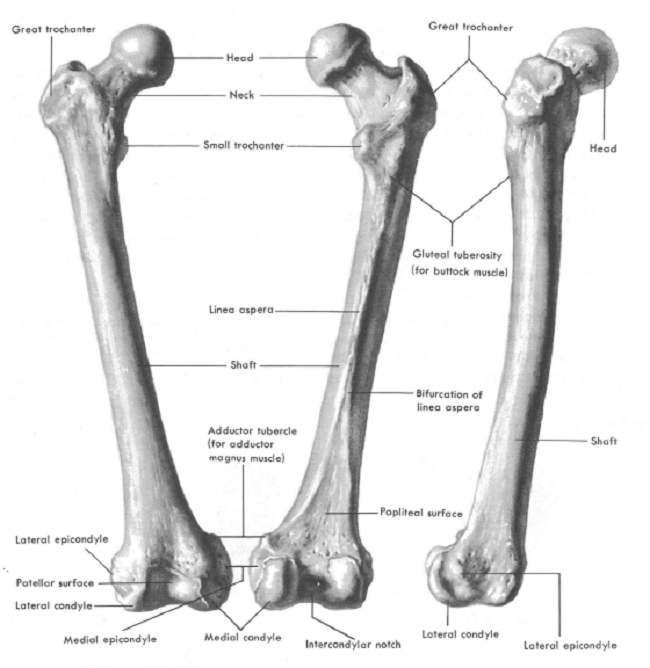 Great trochanter
Great trochanter
Head
Neck
Head
Small trochanter
Gluteal tuberosity
(for buttock muscle)
Linea aspera
Shaft
Bifurcation of
linea aspera
Adductor tubercle
(for adductor
magnus muscle)
Shaft
Popliteal surface
Lateral epicondyle
Patellar surface
Lateral condyle
Medial epicondyle
Medial condyle
Intercondylar notch
Lateral condyle
Lateral epicondyle